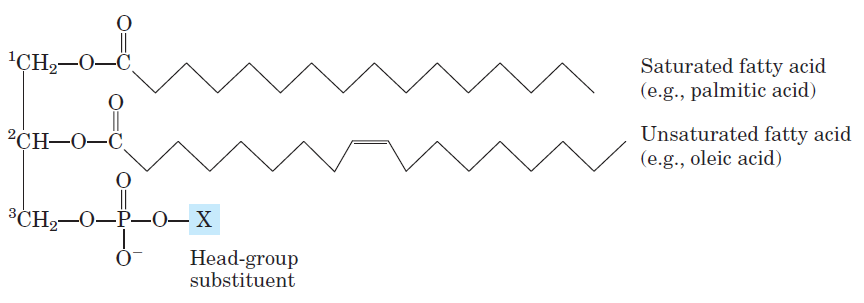 O
¹CH₂—O—C
Saturated fatty acid
(e.g., palmitic acid)
O
²CH—O—C
Unsaturated fatty acid
(e.g., oleic acid)
O
³CH₂—O—P—O—X
O⁻
Head-group
substituent